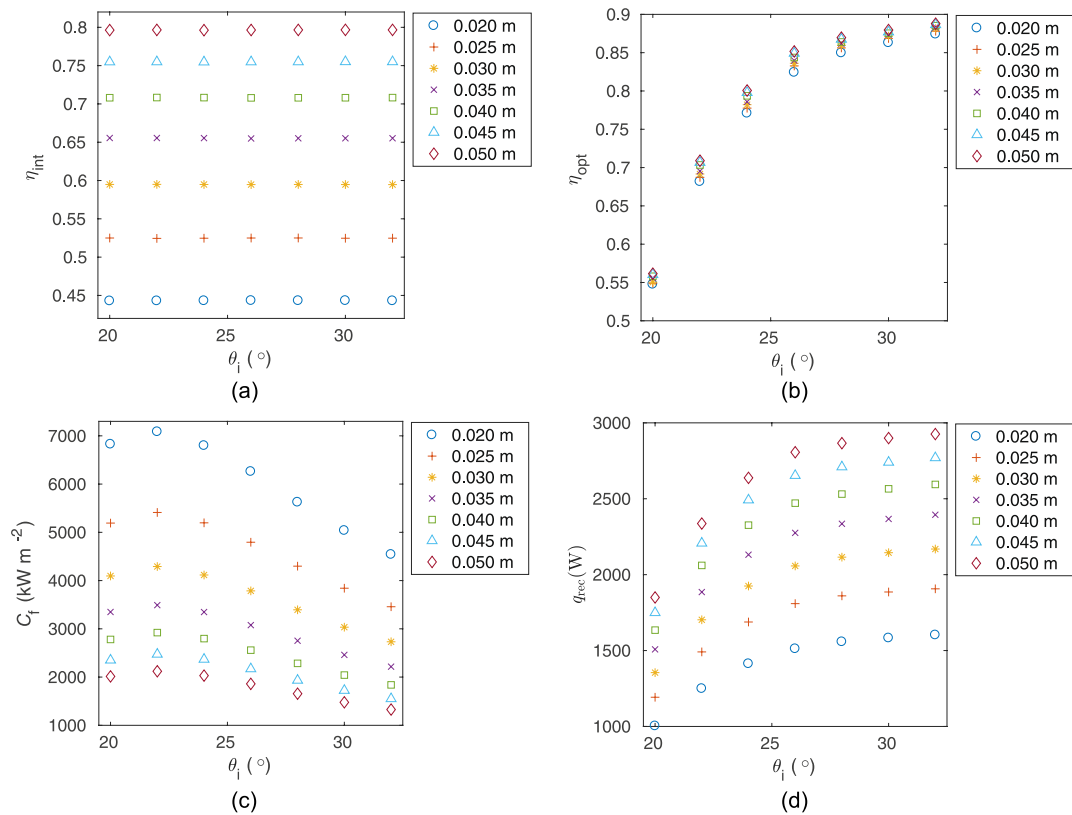 0.8
0.75
0.7
0.65
0.6
0.55
0.5
0.45
η_int
20
25
30
θ_i (°)
0.020 m
0.025 m
0.030 m
0.035 m
0.040 m
0.045 m
0.050 m
(a)
0.9
0.85
0.8
0.75
0.7
0.65
0.6
0.55
0.5
η_opt
20
25
30
θ_i (°)
0.020 m
0.025 m
0.030 m
0.035 m
0.040 m
0.045 m
0.050 m
(b)
7000
6000
5000
4000
3000
2000
1000
C_f (kW m⁻²)
20
25
30
θ_i (°)
0.020 m
0.025 m
0.030 m
0.035 m
0.040 m
0.045 m
0.050 m
(c)
3000
2500
2000
1500
1000
q_rec(W)
20
25
30
θ_i (°)
0.020 m
0.025 m
0.030 m
0.035 m
0.040 m
0.045 m
0.050 m
(d)